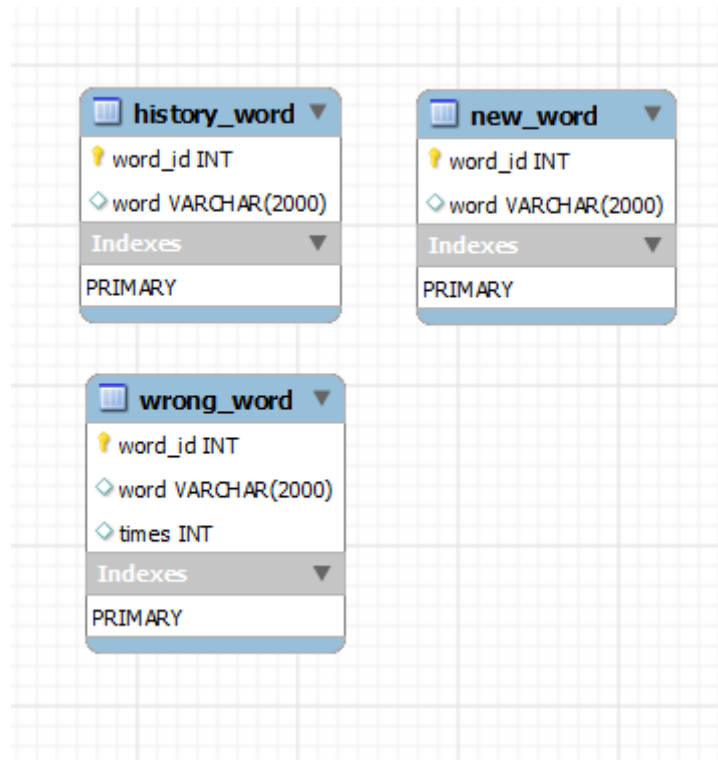 history_word
word_id INT
word VARCHAR(2000)
Indexes
PRIMARY
new_word
word_id INT
word VARCHAR(2000)
Indexes
PRIMARY
wrong_word
word_id INT
word VARCHAR(2000)
times INT
Indexes
PRIMARY